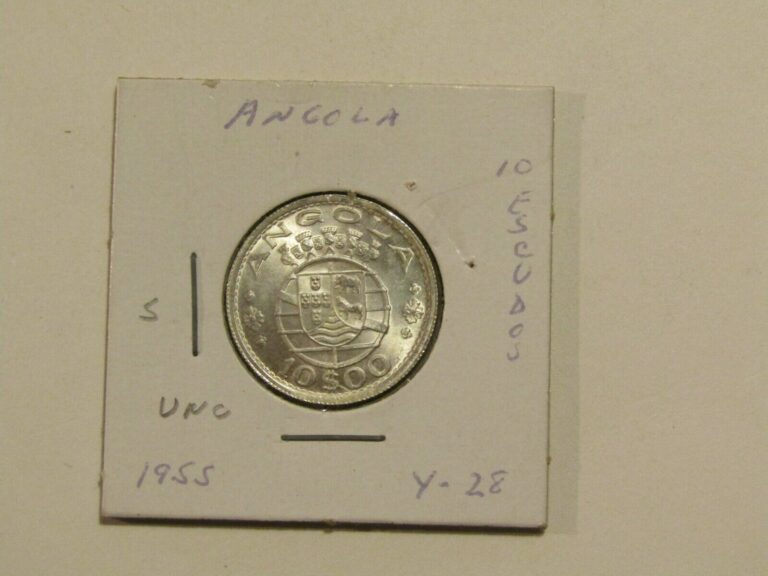 ANGOLA
10 ESCUDOS
ANGOLA
10$00
S
UNC
1955
Y-28